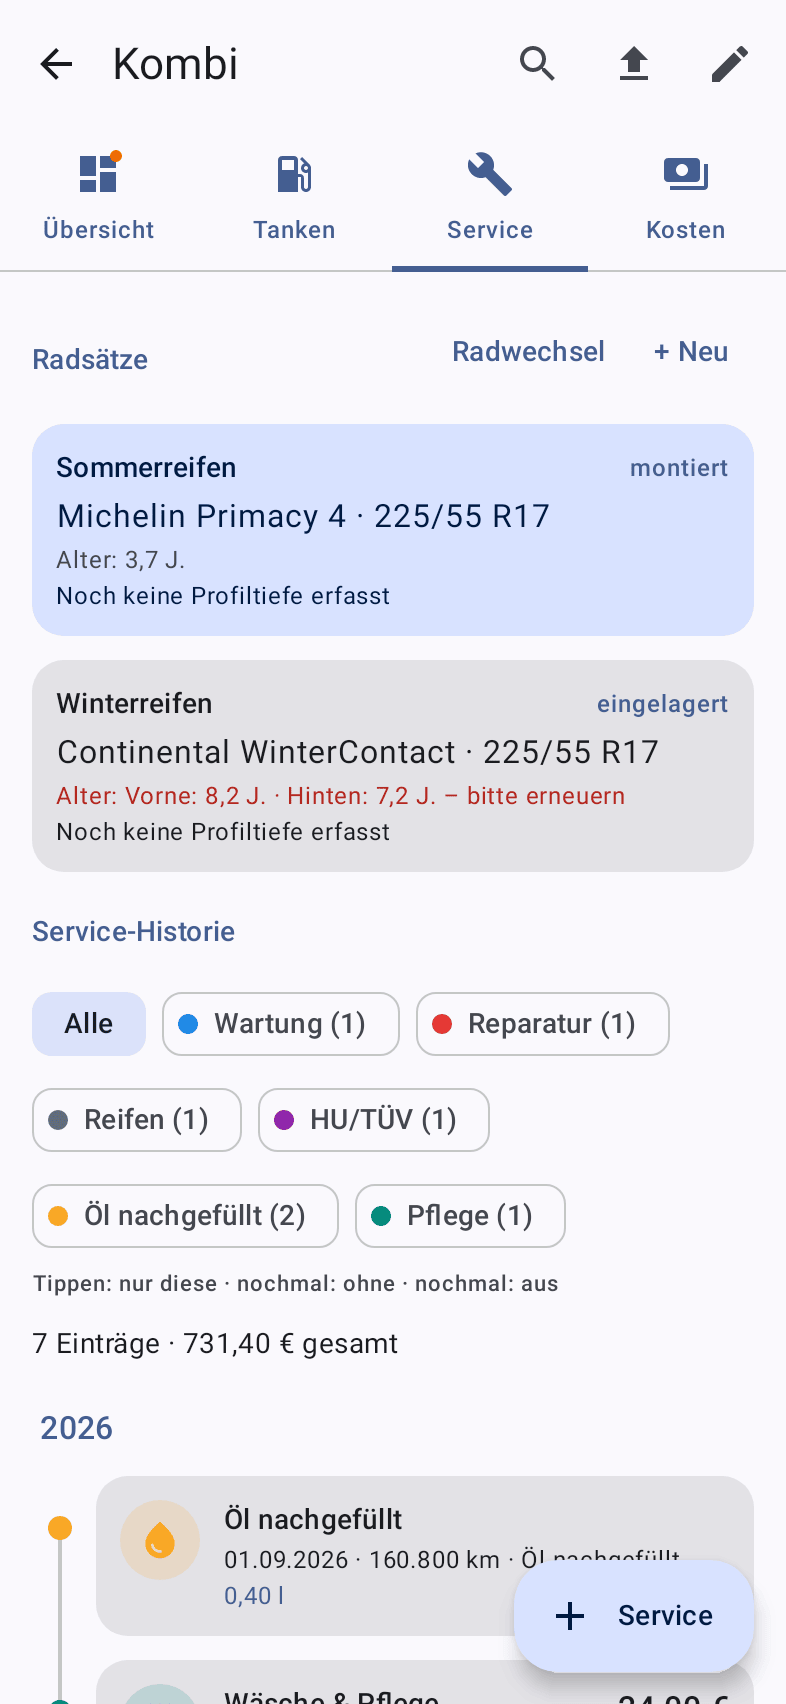 Kombi
Übersicht
Tanken
Service
Kosten
Radsätze
Radwechsel
+ Neu
Sommerreifen
montiert
Michelin Primacy 4 · 225/55 R17
Alter: 3,7 J.
Noch keine Profiltiefe erfasst
Winterreifen
eingelagert
Continental WinterContact · 225/55 R17
Alter: Vorne: 8,2 J. · Hinten: 7,2 J. – bitte erneuern
Noch keine Profiltiefe erfasst
Service-Historie
Alle
Wartung (1)
Reparatur (1)
Reifen (1)
HU/TÜV (1)
Öl nachgefüllt (2)
Pflege (1)
Tippen: nur diese · nochmal: ohne · nochmal: aus
7 Einträge · 731,40 € gesamt
2026
Öl nachgefüllt
01.09.2026 · 160.800 km · Öl nachgefüllt
0,40 l
+ Service
Wäsche & Pflege